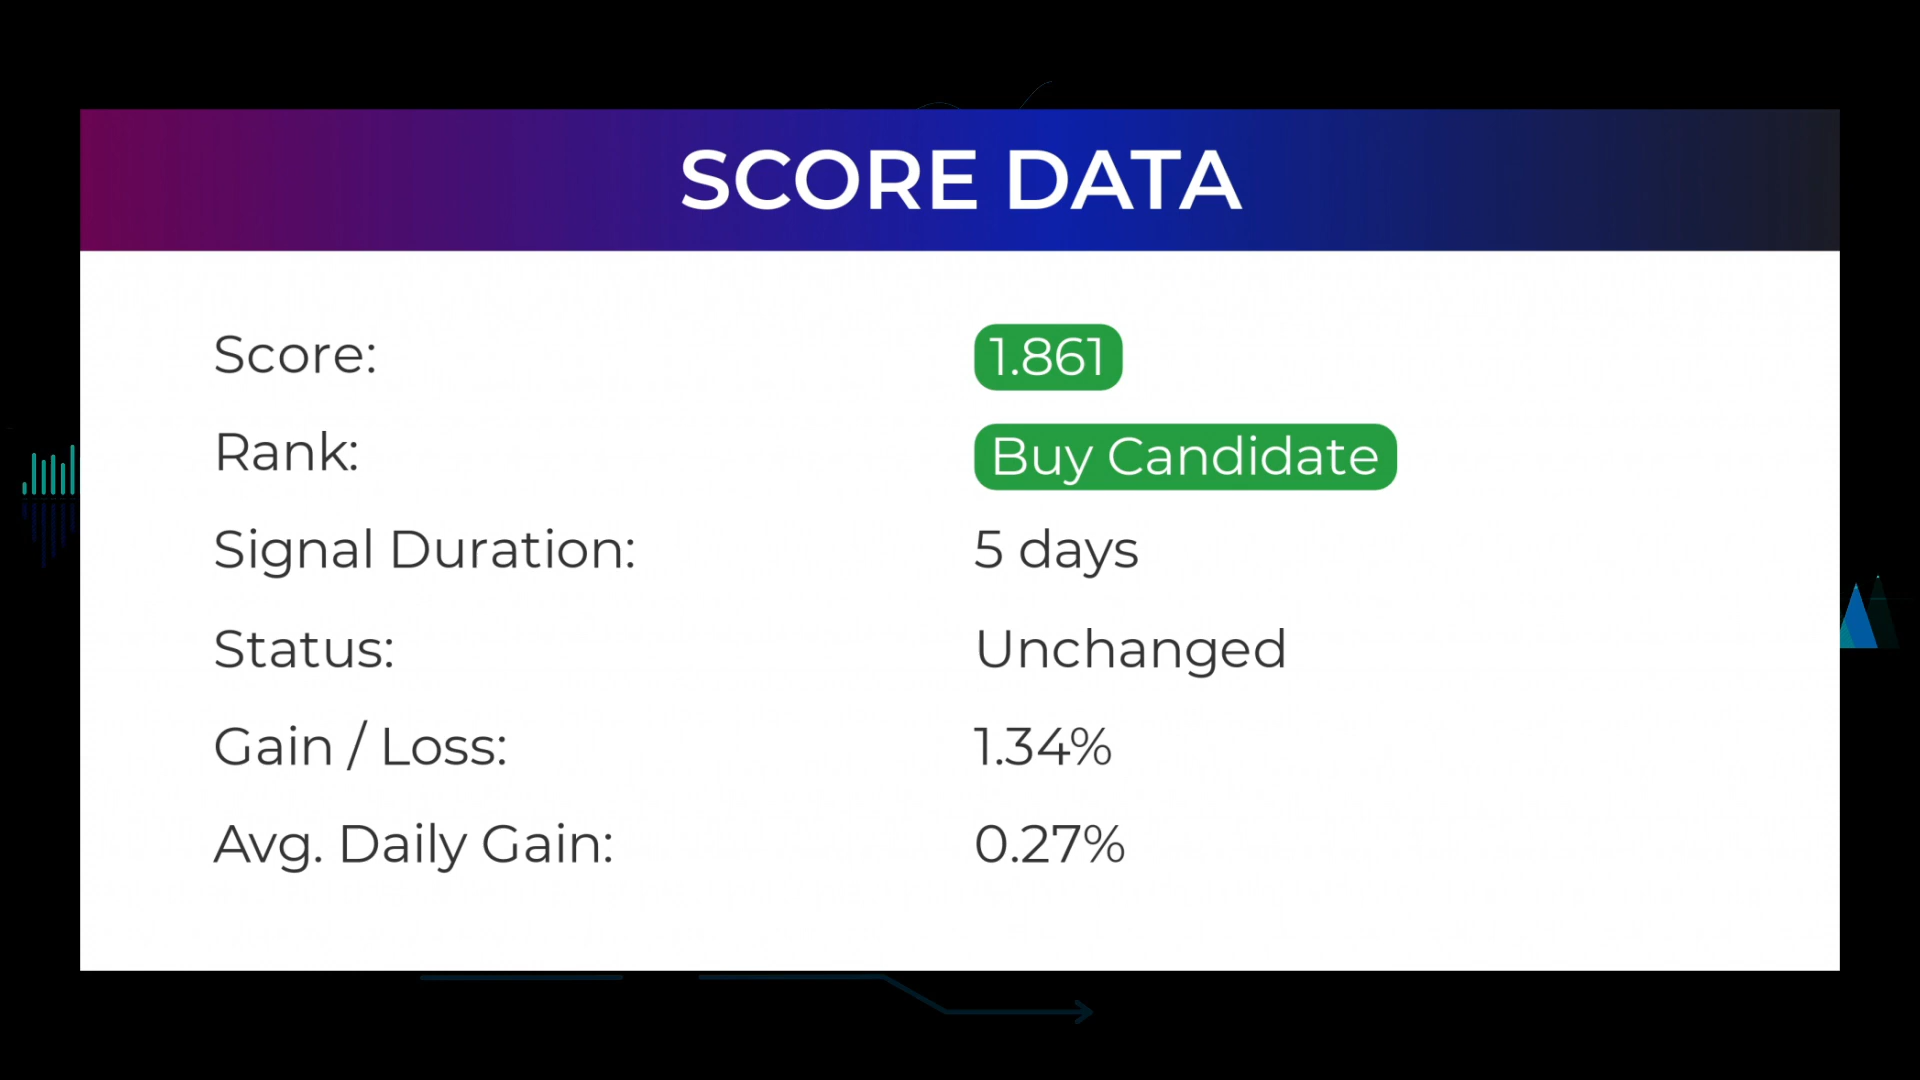 SCORE DATA
Score: 1.861
Rank: Buy Candidate
Signal Duration: 5 days
Status: Unchanged
Gain / Loss: 1.34%
Avg. Daily Gain: 0.27%